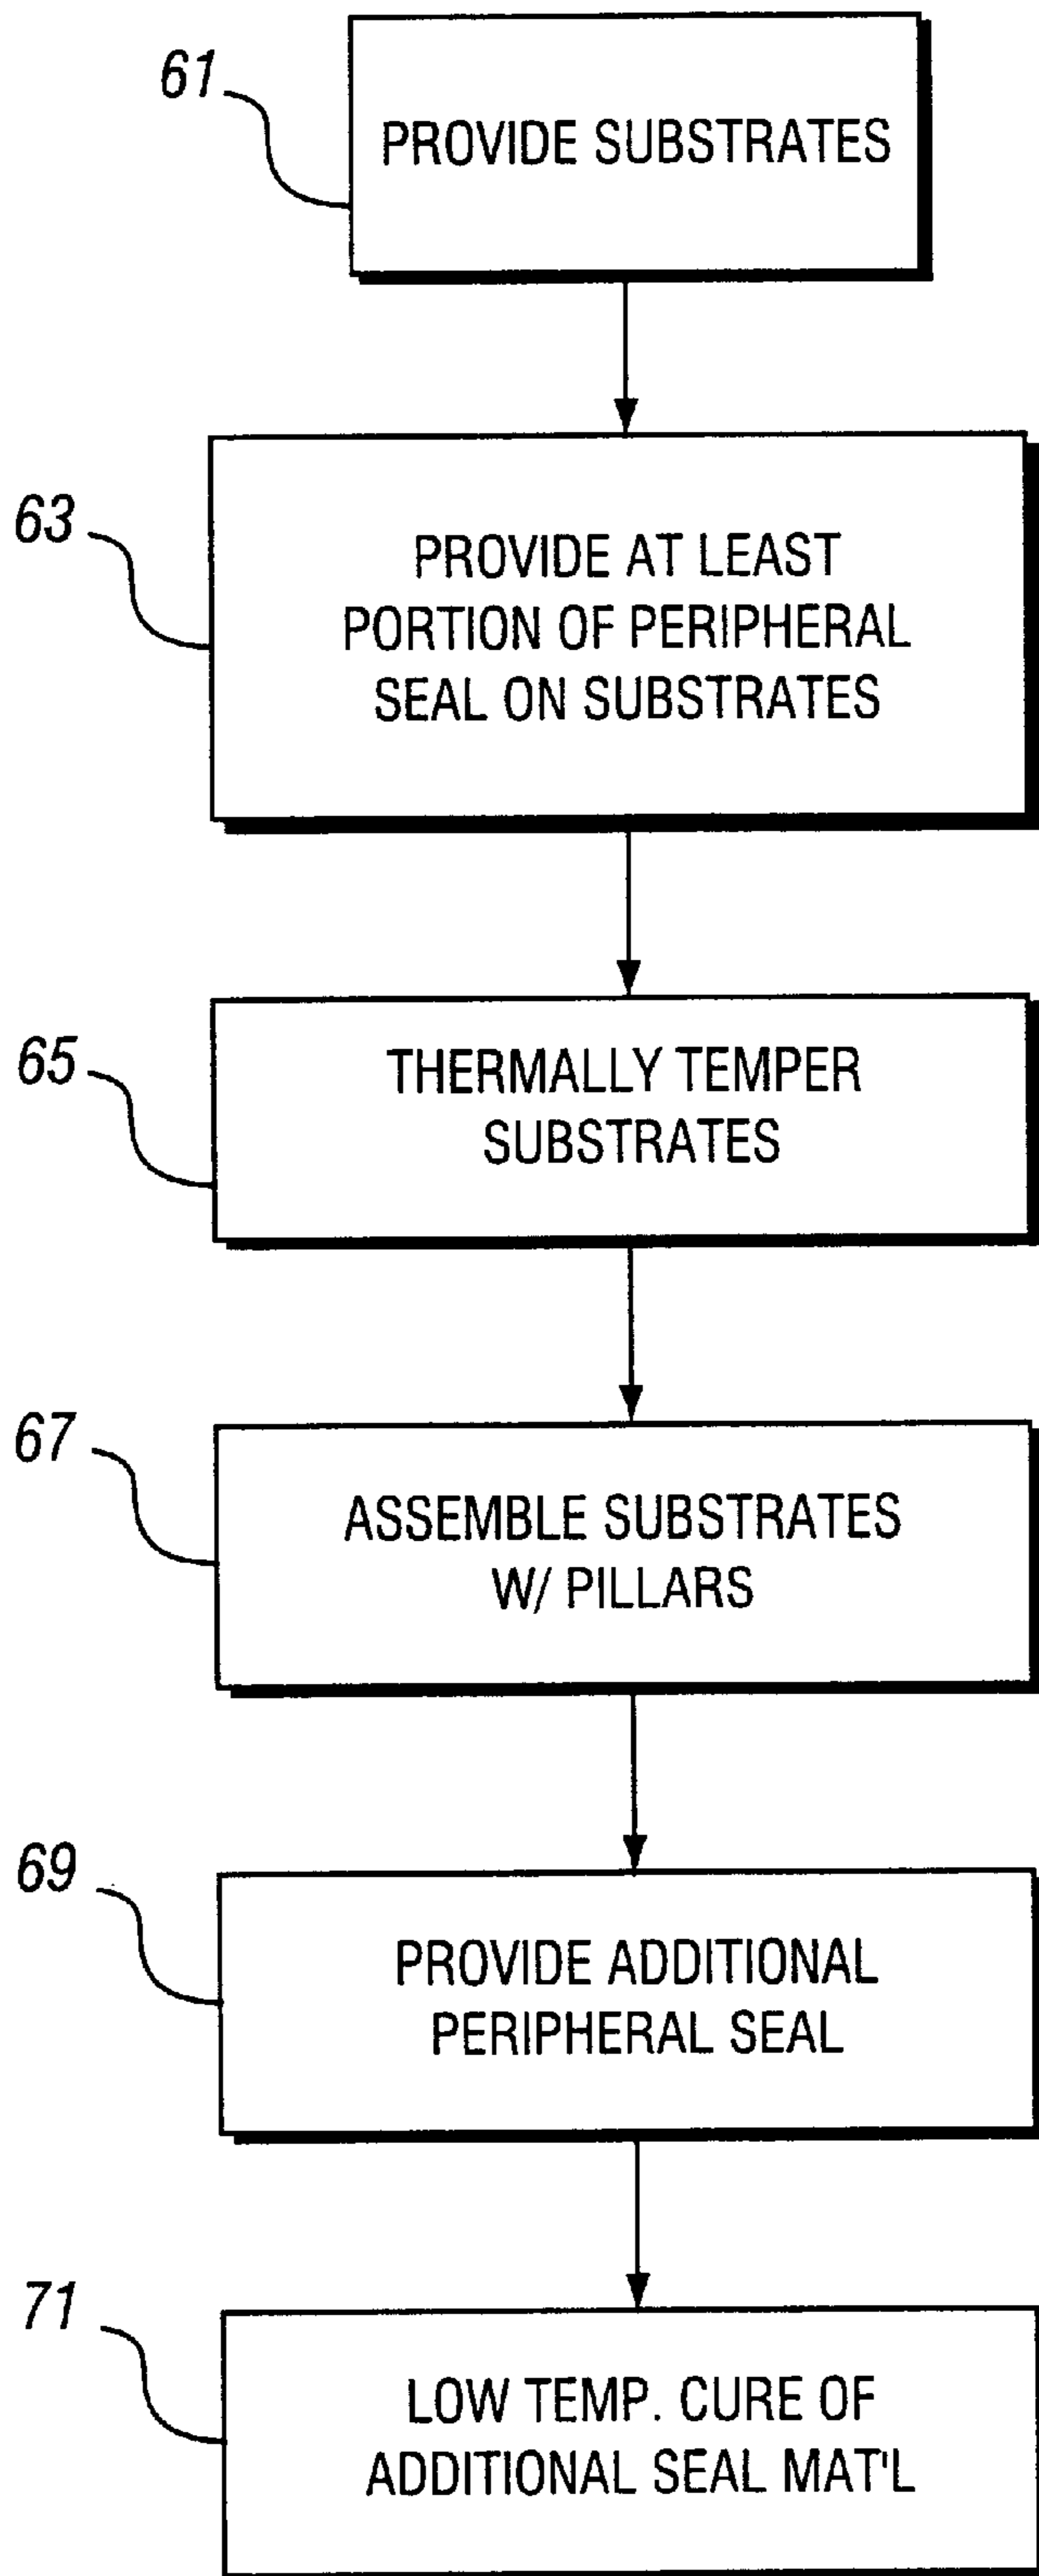 61
PROVIDE SUBSTRATES
63
PROVIDE AT LEAST
PORTION OF PERIPHERAL
SEAL ON SUBSTRATES
65
THERMALLY TEMPER
SUBSTRATES
67
ASSEMBLE SUBSTRATES
W/ PILLARS
69
PROVIDE ADDITIONAL
PERIPHERAL SEAL
71
LOW TEMP. CURE OF
ADDITIONAL SEAL MAT'L